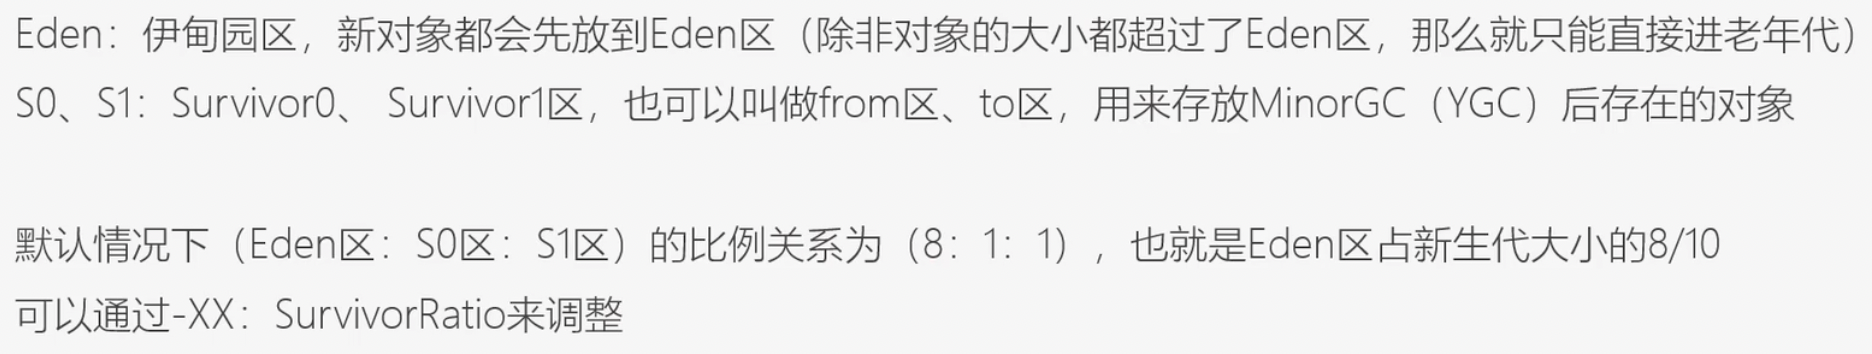 Eden：伊甸园区，新对象都会先放到Eden区（除非对象的大小都超过了Eden区，那么就只能直接进老年代）
S0、S1：Survivor0、 Survivor1区，也可以叫做from区、to区，用来存放MinorGC（YGC）后存在的对象
默认情况下（Eden区：S0区：S1区）的比例关系为（8：1：1），也就是Eden区占新生代大小的8/10
可以通过-XX：SurvivorRatio来调整